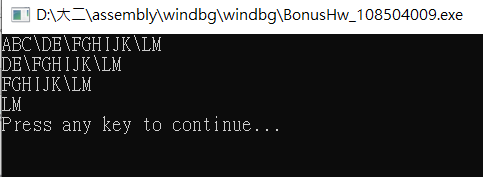 D:\大二\assembly\windbg\windbg\BonusHw_108504009.exe
ABC\DE\FGHIJK\LM
DE\FGHIJK\LM
FGHIJK\LM
LM
Press any key to continue...